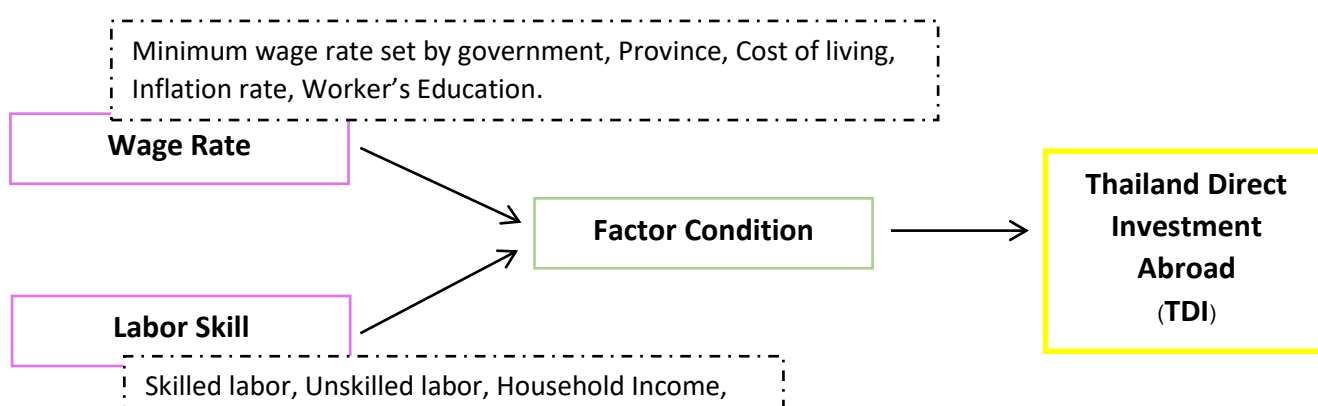 Minimum wage rate set by government, Province, Cost of living,
Inflation rate, Worker’s Education.
Wage Rate
Factor Condition
Thailand Direct
Investment
Abroad
(TDI)
Labor Skill
Skilled labor, Unskilled labor, Household Income,